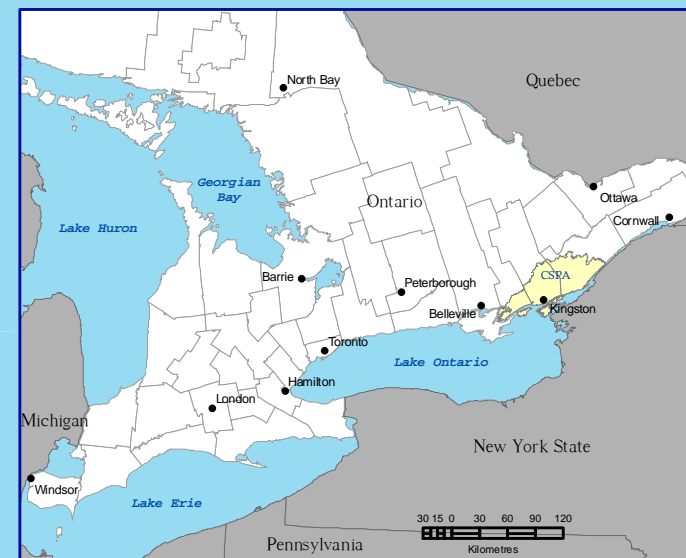 North Bay
Quebec
Georgian
Bay
Ontario
Ottawa
Cornwall
Lake Huron
CSPA
Barrie
Peterborough
Belleville
Kingston
Toronto
Lake Ontario
Hamilton
London
Michigan
New York State
Windsor
Lake Erie
30 15 0 30 60 90 120
Kilometres
Pennsylvania